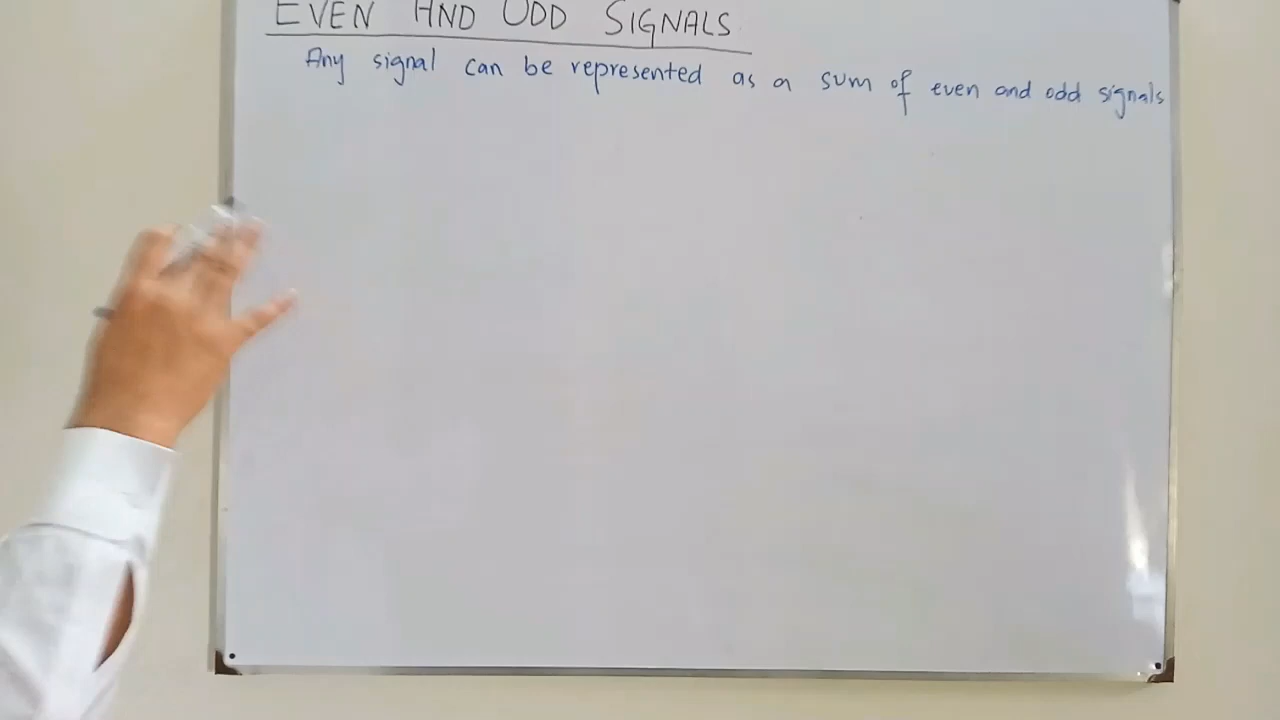 EVEN AND ODD SIGNALS
Any signal can be represented as a sum of even and odd signals